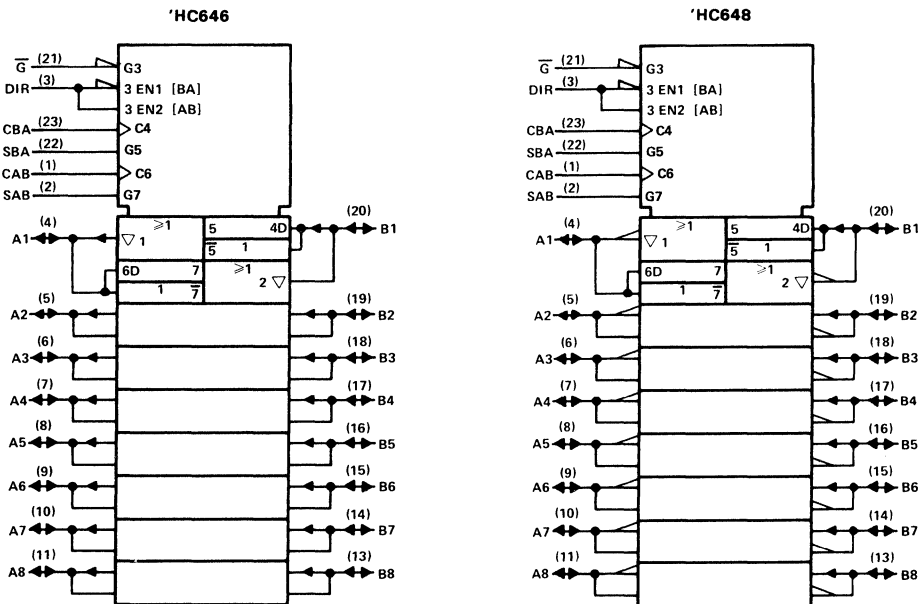 'HC646
G̅ (21) G3
DIR (3) 3 EN1 [BA]
3 EN2 [AB]
CBA (23) C4
SBA (22) G5
CAB (1) C6
SAB (2) G7
A1 (4) ▽ 1 ⩾1 5 4D (20) B1
5̅ 1
6D 7 ⩾1
1 7̅ 2 ▽
A2 (5) (19) B2
A3 (6) (18) B3
A4 (7) (17) B4
A5 (8) (16) B5
A6 (9) (15) B6
A7 (10) (14) B7
A8 (11) (13) B8
'HC648
G̅ (21) G3
DIR (3) 3 EN1 [BA]
3 EN2 [AB]
CBA (23) C4
SBA (22) G5
CAB (1) C6
SAB (2) G7
A1 (4) ▽ 1 ⩾1 5 4D (20) B1
5̅ 1
6D 7 ⩾1
1 7̅ 2 ▽
A2 (5) (19) B2
A3 (6) (18) B3
A4 (7) (17) B4
A5 (8) (16) B5
A6 (9) (15) B6
A7 (10) (14) B7
A8 (11) (13) B8